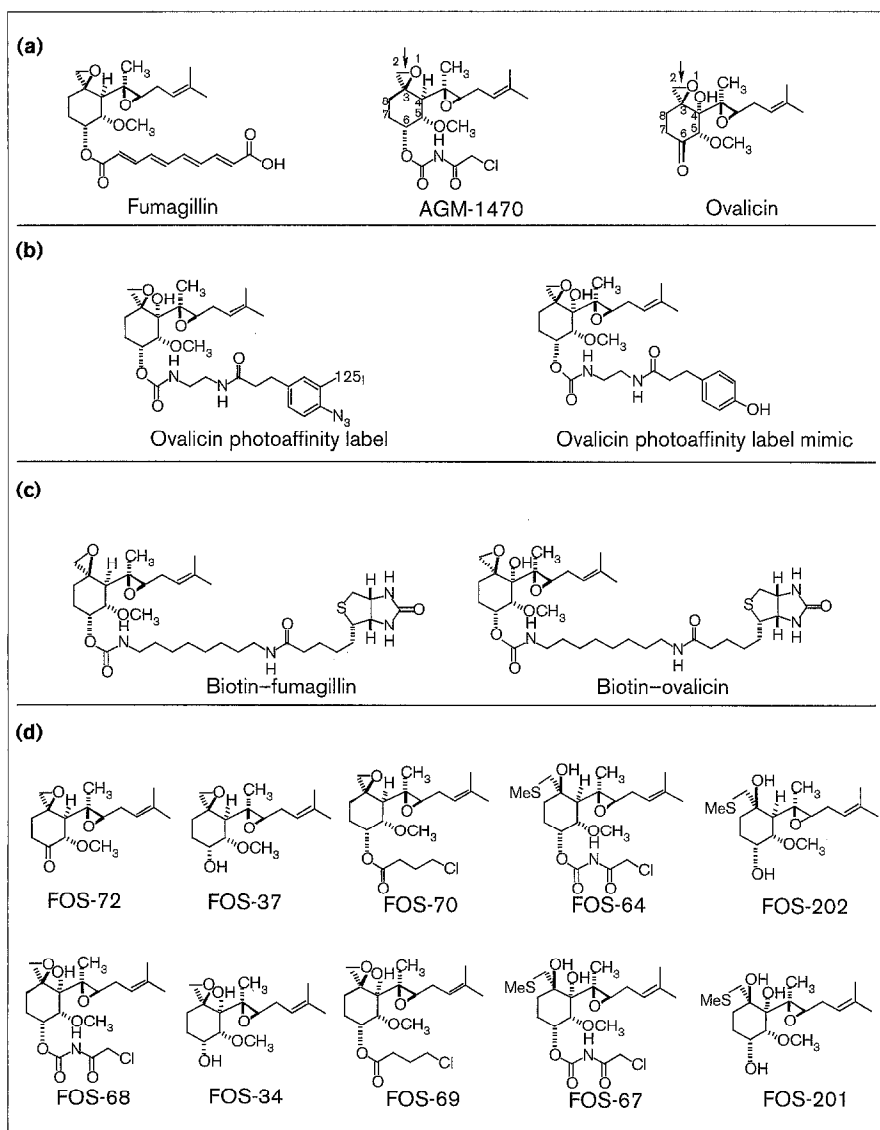 (a)
O
H
CH3
O
OCH3
O
O
O
OH
Fumagillin
2
1
O
3
H
CH3
8
4
O
7
5
6
OCH3
O
H
N
Cl
O
O
AGM-1470
2
1
O
3
OH
CH3
8
4
O
7
5
6
OCH3
O
Ovalicin
(b)
O
OH
CH3
O
OCH3
H
O
N
N
H
O
O
125I
N3
Ovalicin photoaffinity label
O
OH
CH3
O
OCH3
H
O
N
N
H
O
O
OH
Ovalicin photoaffinity label mimic
(c)
O
H
CH3
O
OCH3
H
O
N
O
O
N
H
S
H
H
N
O
N
H
H
Biotin–fumagillin
O
OH
CH3
O
OCH3
H
O
N
O
O
N
H
S
H
H
N
O
N
H
H
Biotin–ovalicin
(d)
O
H
CH3
O
OCH3
O
FOS-72
O
H
CH3
O
OCH3
OH
FOS-37
O
H
CH3
O
OCH3
O
O
Cl
FOS-70
OH
MeS
H
CH3
O
OCH3
H
O
N
Cl
O
O
FOS-64
OH
MeS
H
CH3
O
OCH3
OH
FOS-202
O
OH
CH3
O
OCH3
H
O
N
Cl
O
O
FOS-68
O
OH
CH3
O
OCH3
OH
FOS-34
O
OH
CH3
O
OCH3
O
O
Cl
FOS-69
OH
MeS
OH
CH3
O
OCH3
H
O
N
Cl
O
O
FOS-67
OH
MeS
OH
CH3
O
OCH3
OH
FOS-201